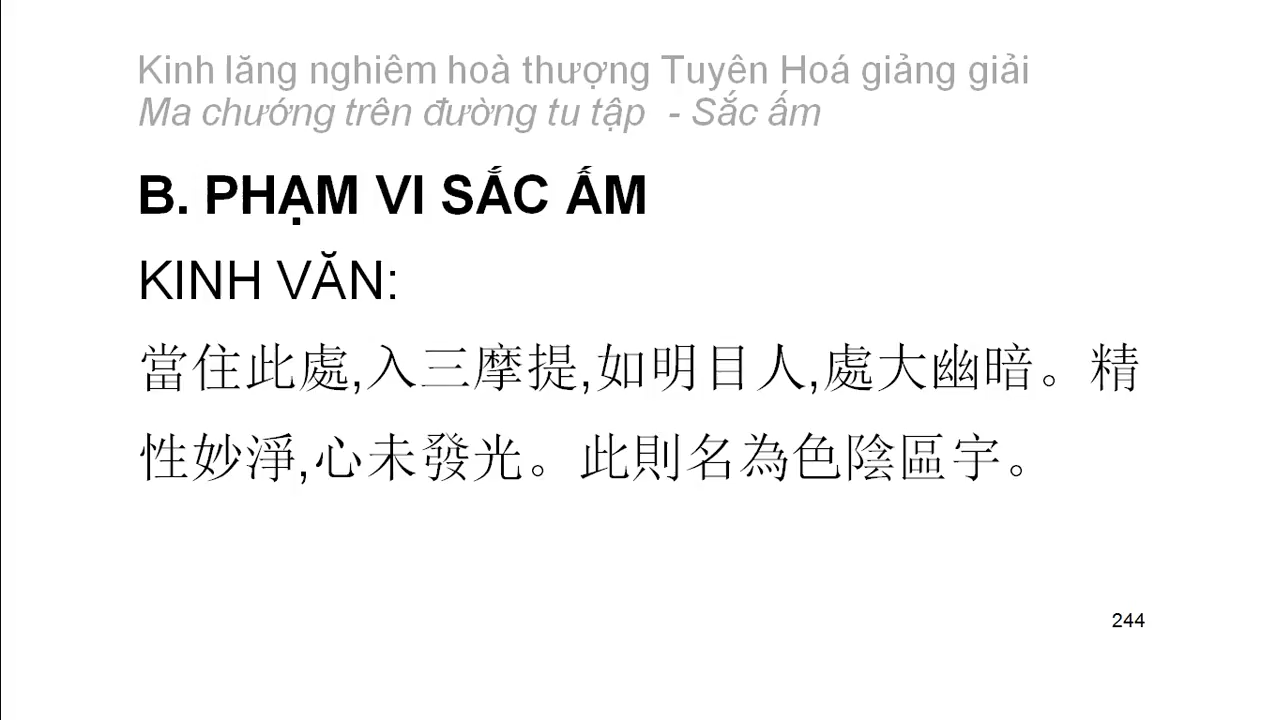 Kinh lăng nghiêm hoà thượng Tuyên Hoá giảng giải
Ma chướng trên đường tu tập - Sắc ấm
B. PHẠM VI SẮC ẤM
KINH VĂN:
當住此處,入三摩提,如明目人,處大幽暗。精
性妙淨,心未發光。此則名為色陰區宇。
244